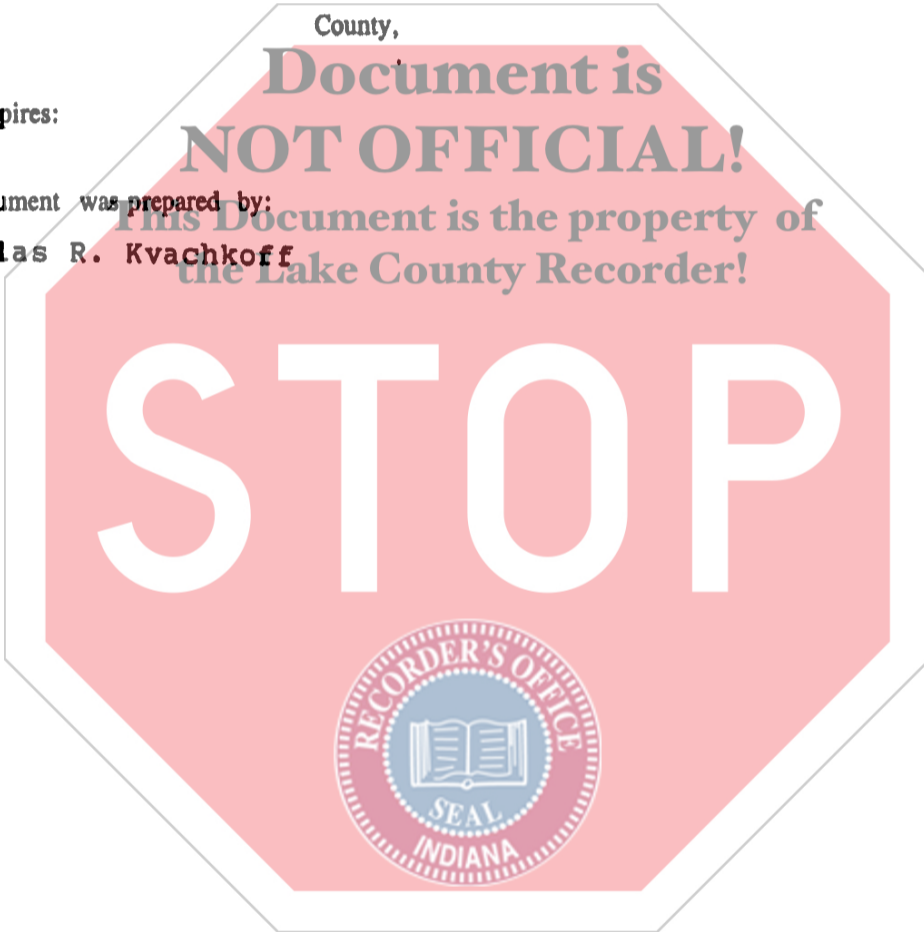 County,
Document is
NOT OFFICIAL!
pires:
ument was prepared by:
This Document is the property of
las R. Kvachkoff
the Lake County Recorder!
STOP
RECORDER'S OFFICE
SEAL
INDIANA